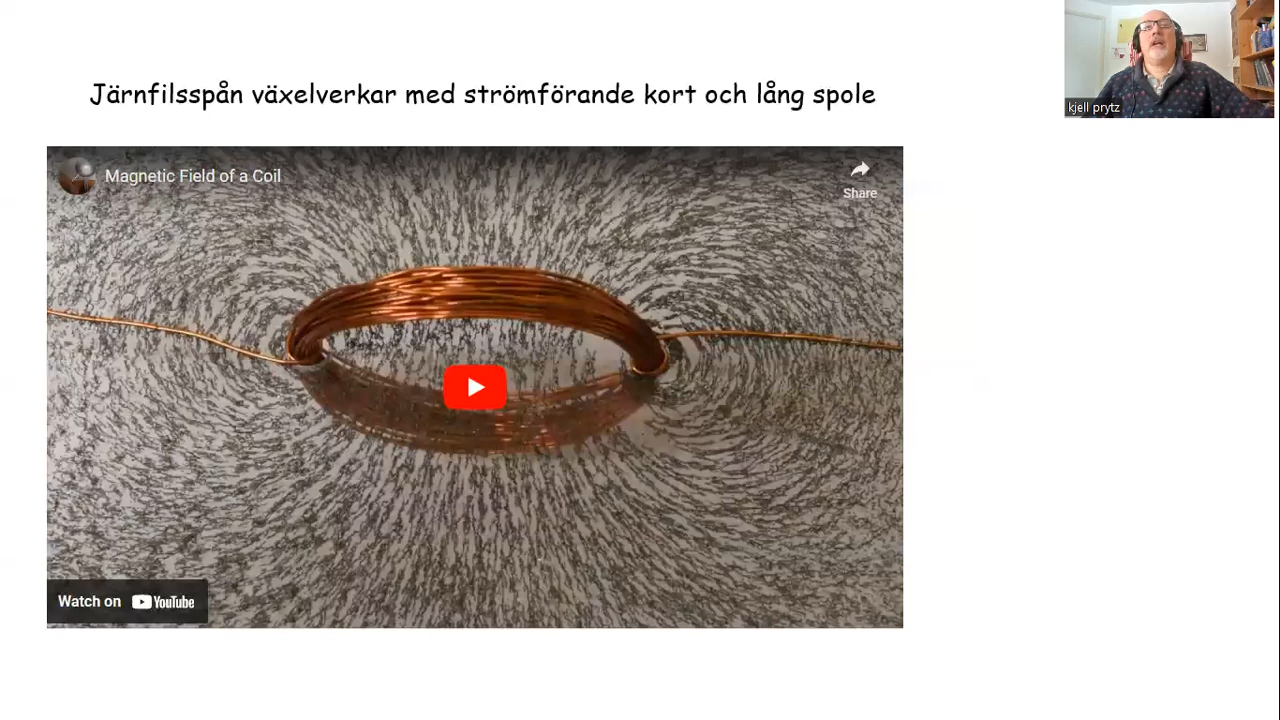 Järnfilsspån växelverkar med strömförande kort och lång spole
kjell prytz
Magnetic Field of a Coil
Share
Watch on YouTube